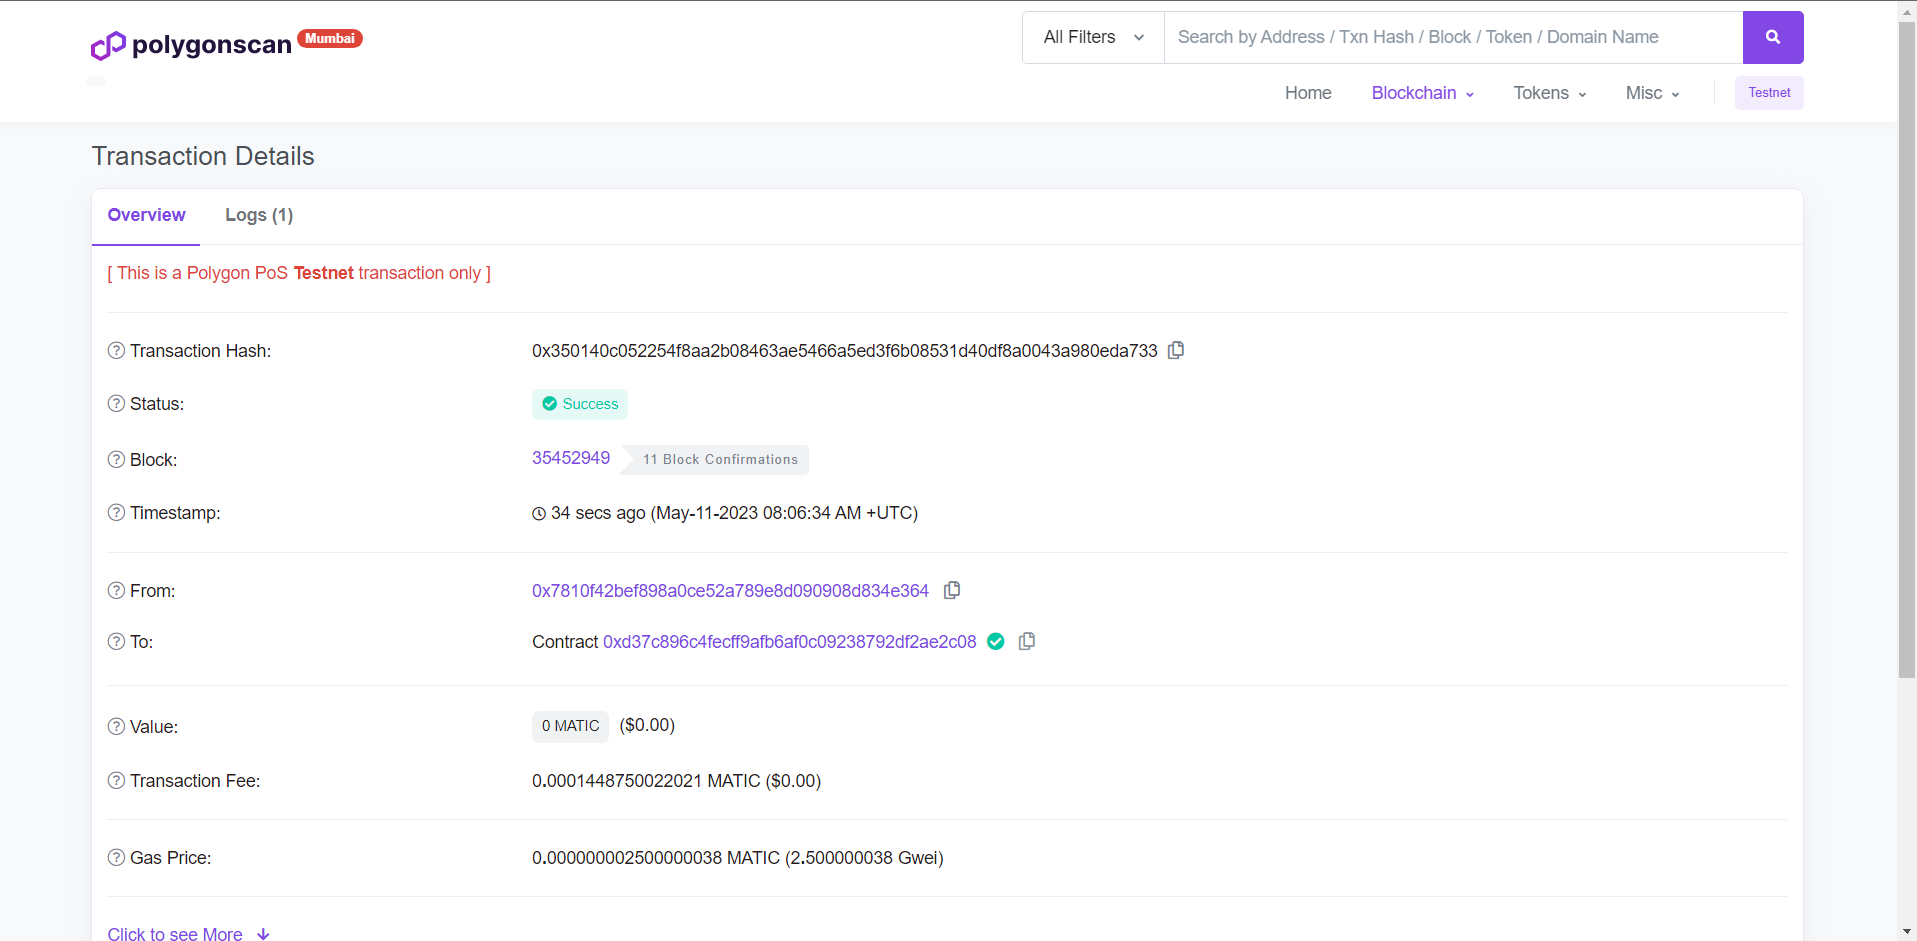 polygonscan Mumbai
All Filters Search by Address / Txn Hash / Block / Token / Domain Name
Home Blockchain Tokens Misc Testnet
Transaction Details
Overview Logs (1)
[ This is a Polygon PoS Testnet transaction only ]
Transaction Hash: 0x350140c052254f8aa2b08463ae5466a5ed3f6b08531d40df8a0043a980eda733
Status: Success
Block: 35452949 11 Block Confirmations
Timestamp: 34 secs ago (May-11-2023 08:06:34 AM +UTC)
From: 0x7810f42bef898a0ce52a789e8d090908d834e364
To: Contract 0xd37c896c4fecff9afb6af0c09238792df2ae2c08
Value: 0 MATIC ($0.00)
Transaction Fee: 0.0001448750022021 MATIC ($0.00)
Gas Price: 0.000000002500000038 MATIC (2.500000038 Gwei)
Click to see More